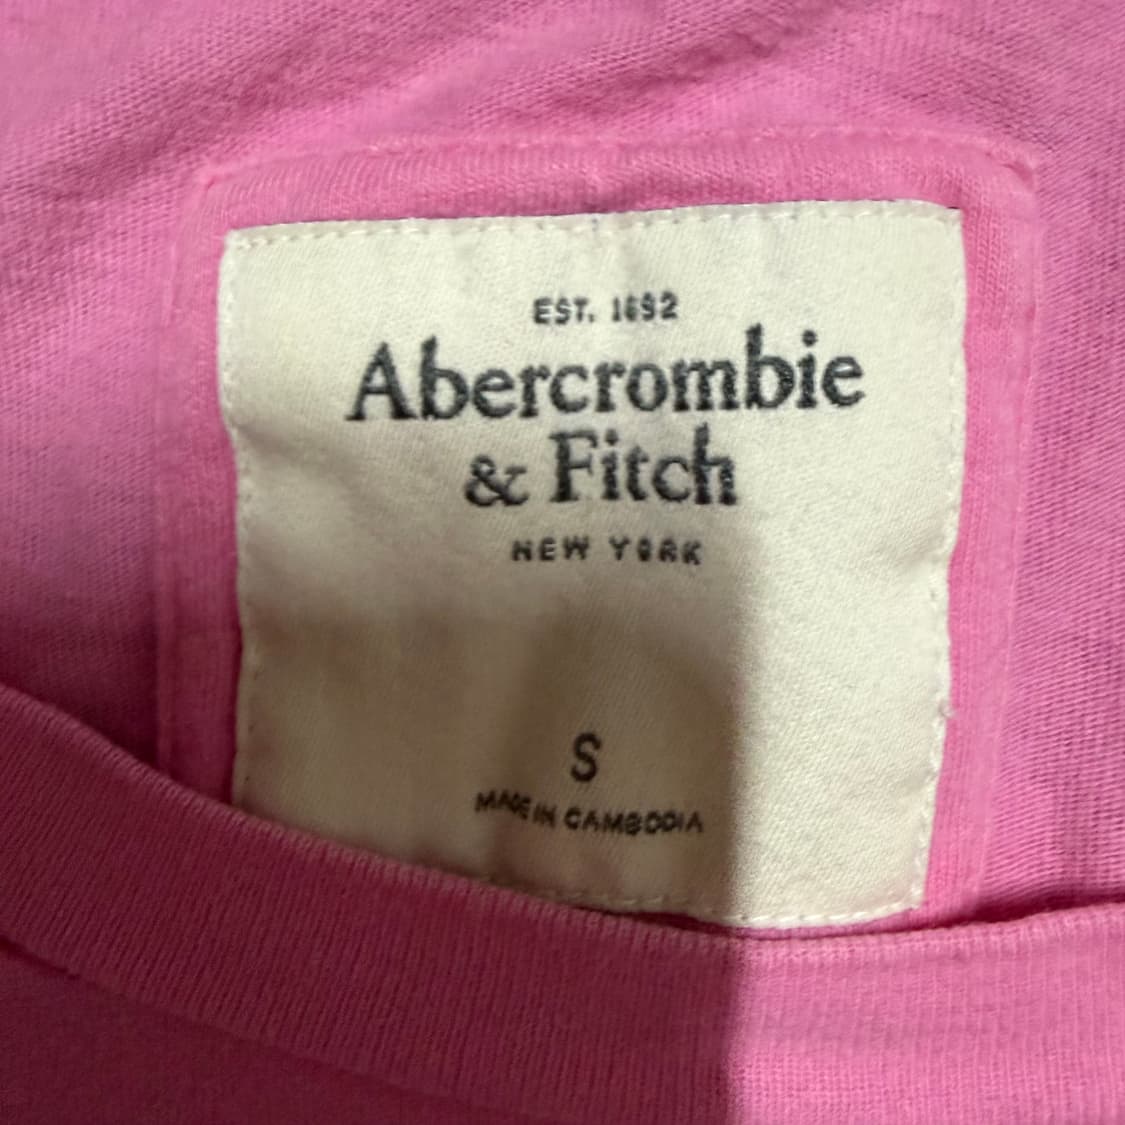 EST. 1892
Abercrombie
& Fitch
NEW YORK
S
MADE IN CAMBODIA